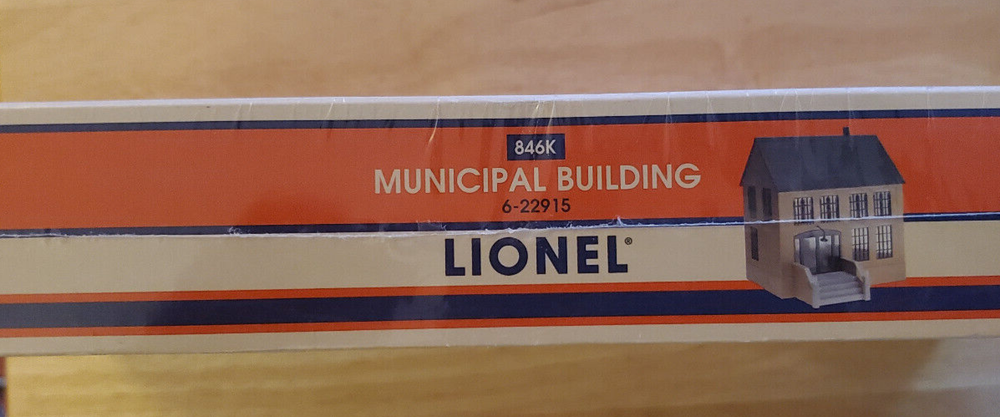 846K
MUNICIPAL BUILDING
6-22915
LIONEL®